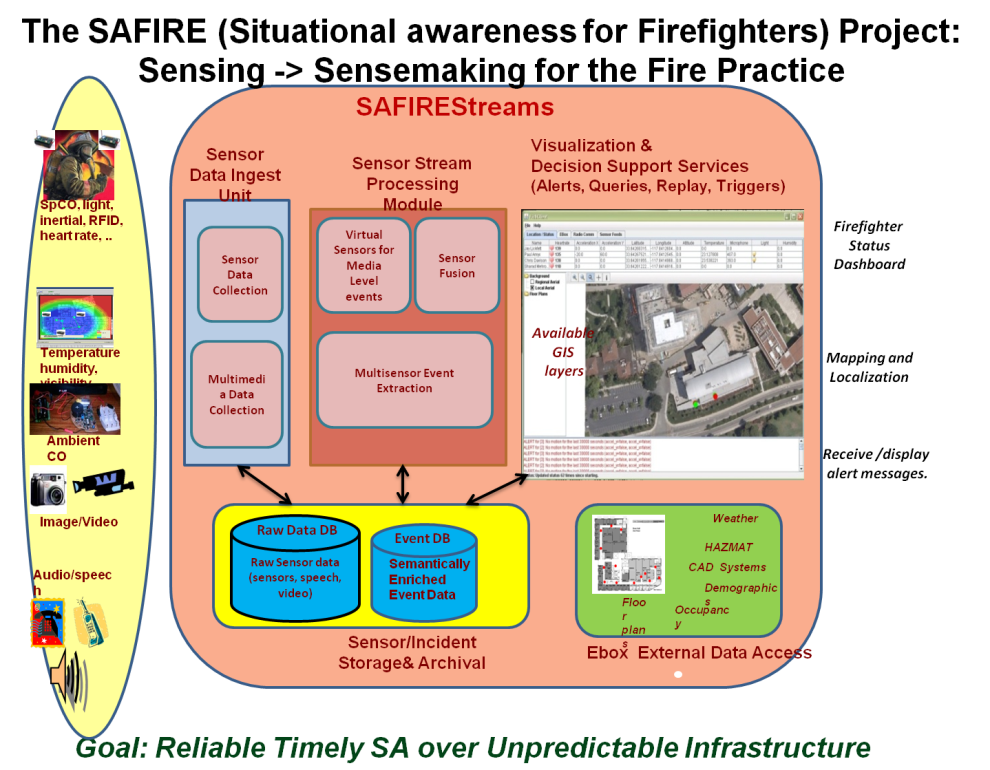 The SAFIRE (Situational awareness for Firefighters) Project:
Sensing -> Sensemaking for the Fire Practice
SAFIREStreams
SpCO, light,
inertial, RFID,
heart rate, ..
Temperature
humidity,
visibility
Ambient
CO
Image/Video
Audio/speec
h
Sensor
Data Ingest
Unit
Sensor
Data
Collection
Multimedi
a Data
Collection
Sensor Stream
Processing
Module
Virtual
Sensors for
Media
Level
events
Sensor
Fusion
Multisensor Event
Extraction
Visualization &
Decision Support Services
(Alerts, Queries, Replay, Triggers)
Available
GIS
layers
Firefighter
Status
Dashboard
Mapping and
Localization
Receive /display
alert messages.
Raw Data DB
Raw Sensor data
(sensors, speech,
video)
Event DB
Semantically
Enriched
Event Data
Sensor/Incident
Storage& Archival
Weather
HAZMAT
CAD Systems
Demographic
s
Occupanc
y
Floo
r
plan
s
Ebox External Data Access
Goal: Reliable Timely SA over Unpredictable Infrastructure